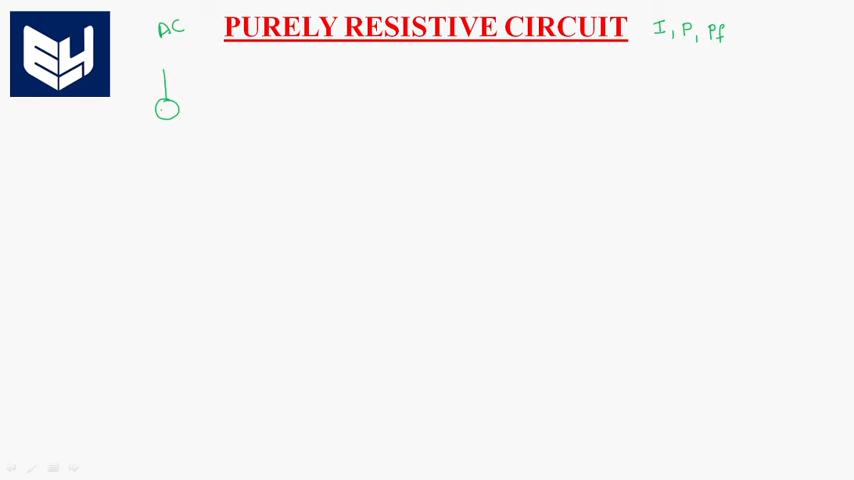 AC PURELY RESISTIVE CIRCUIT I, P, Pf